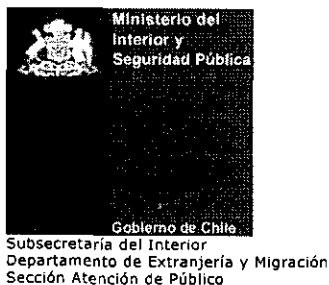 Ministerio del
Interior y
Seguridad Pública
Gobierno de Chile
Subsecretaría del Interior
Departamento de Extranjería y Migración
Sección Atención de Público